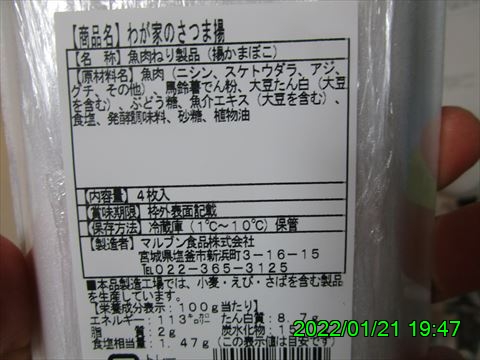 【商品名】わが家のさつま揚
【名 称】魚肉ねり製品(揚かまぼこ)
【原材料名】魚肉(ニシン、スケトウダラ、アジ、
グチ、その他)、馬鈴薯でん粉、大豆たん白(大豆
を含む)、ぶどう糖、魚介エキス(大豆を含む)、
食塩、発酵調味料、砂糖、植物油
【内容量】4枚入
【賞味期限】枠外表面記載
【保存方法】冷蔵庫(1℃~10℃)保管
【製造者】マルブン食品株式会社
宮城県塩釜市新浜町3-16-15
TEL022-365-3125
■本品製造工場では、小麦・えび・さばを含む製品
を生産しています。
【栄養成分表示:100g当たり】
エネルギー:113㌔㌍ たん白質:8.7g
脂 質:2g 炭水化物:15
食塩相当量:1.47g(この表示値は目安です)
2022/01/21 19:47